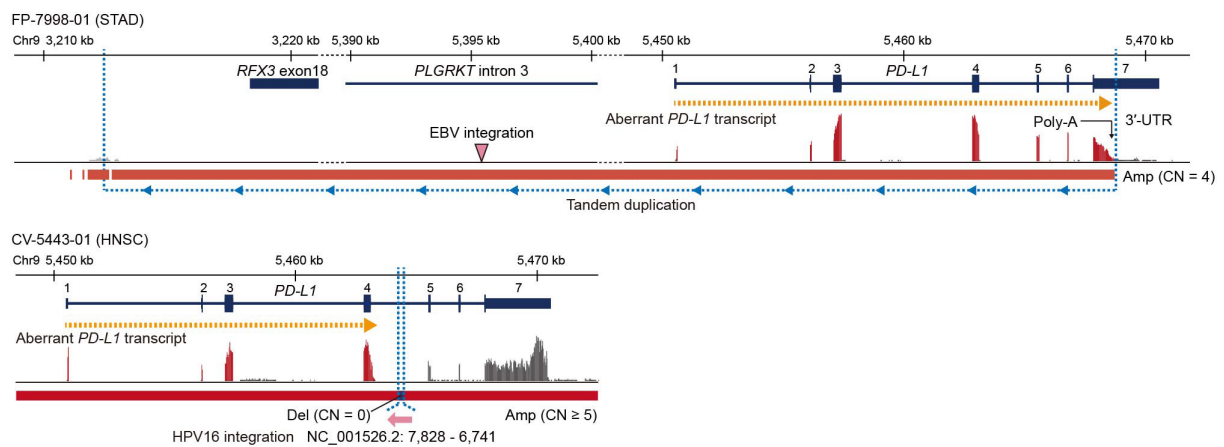 FP-7998-01 (STAD)
Chr9 3,210 kb 3,220 kb 5,390 kb 5,395 kb 5,400 kb 5,450 kb 5,460 kb 5,470 kb
RFX3 exon18 PLGRKT intron 3 1 2 3 PD-L1 4 5 6 7
Aberrant PD-L1 transcript Poly-A 3′-UTR
EBV integration
Amp (CN = 4)
Tandem duplication
CV-5443-01 (HNSC)
Chr9 5,450 kb 5,460 kb 5,470 kb
1 2 3 PD-L1 4 5 6 7
Aberrant PD-L1 transcript
Del (CN = 0) Amp (CN ≥ 5)
HPV16 integration NC_001526.2: 7,828 - 6,741